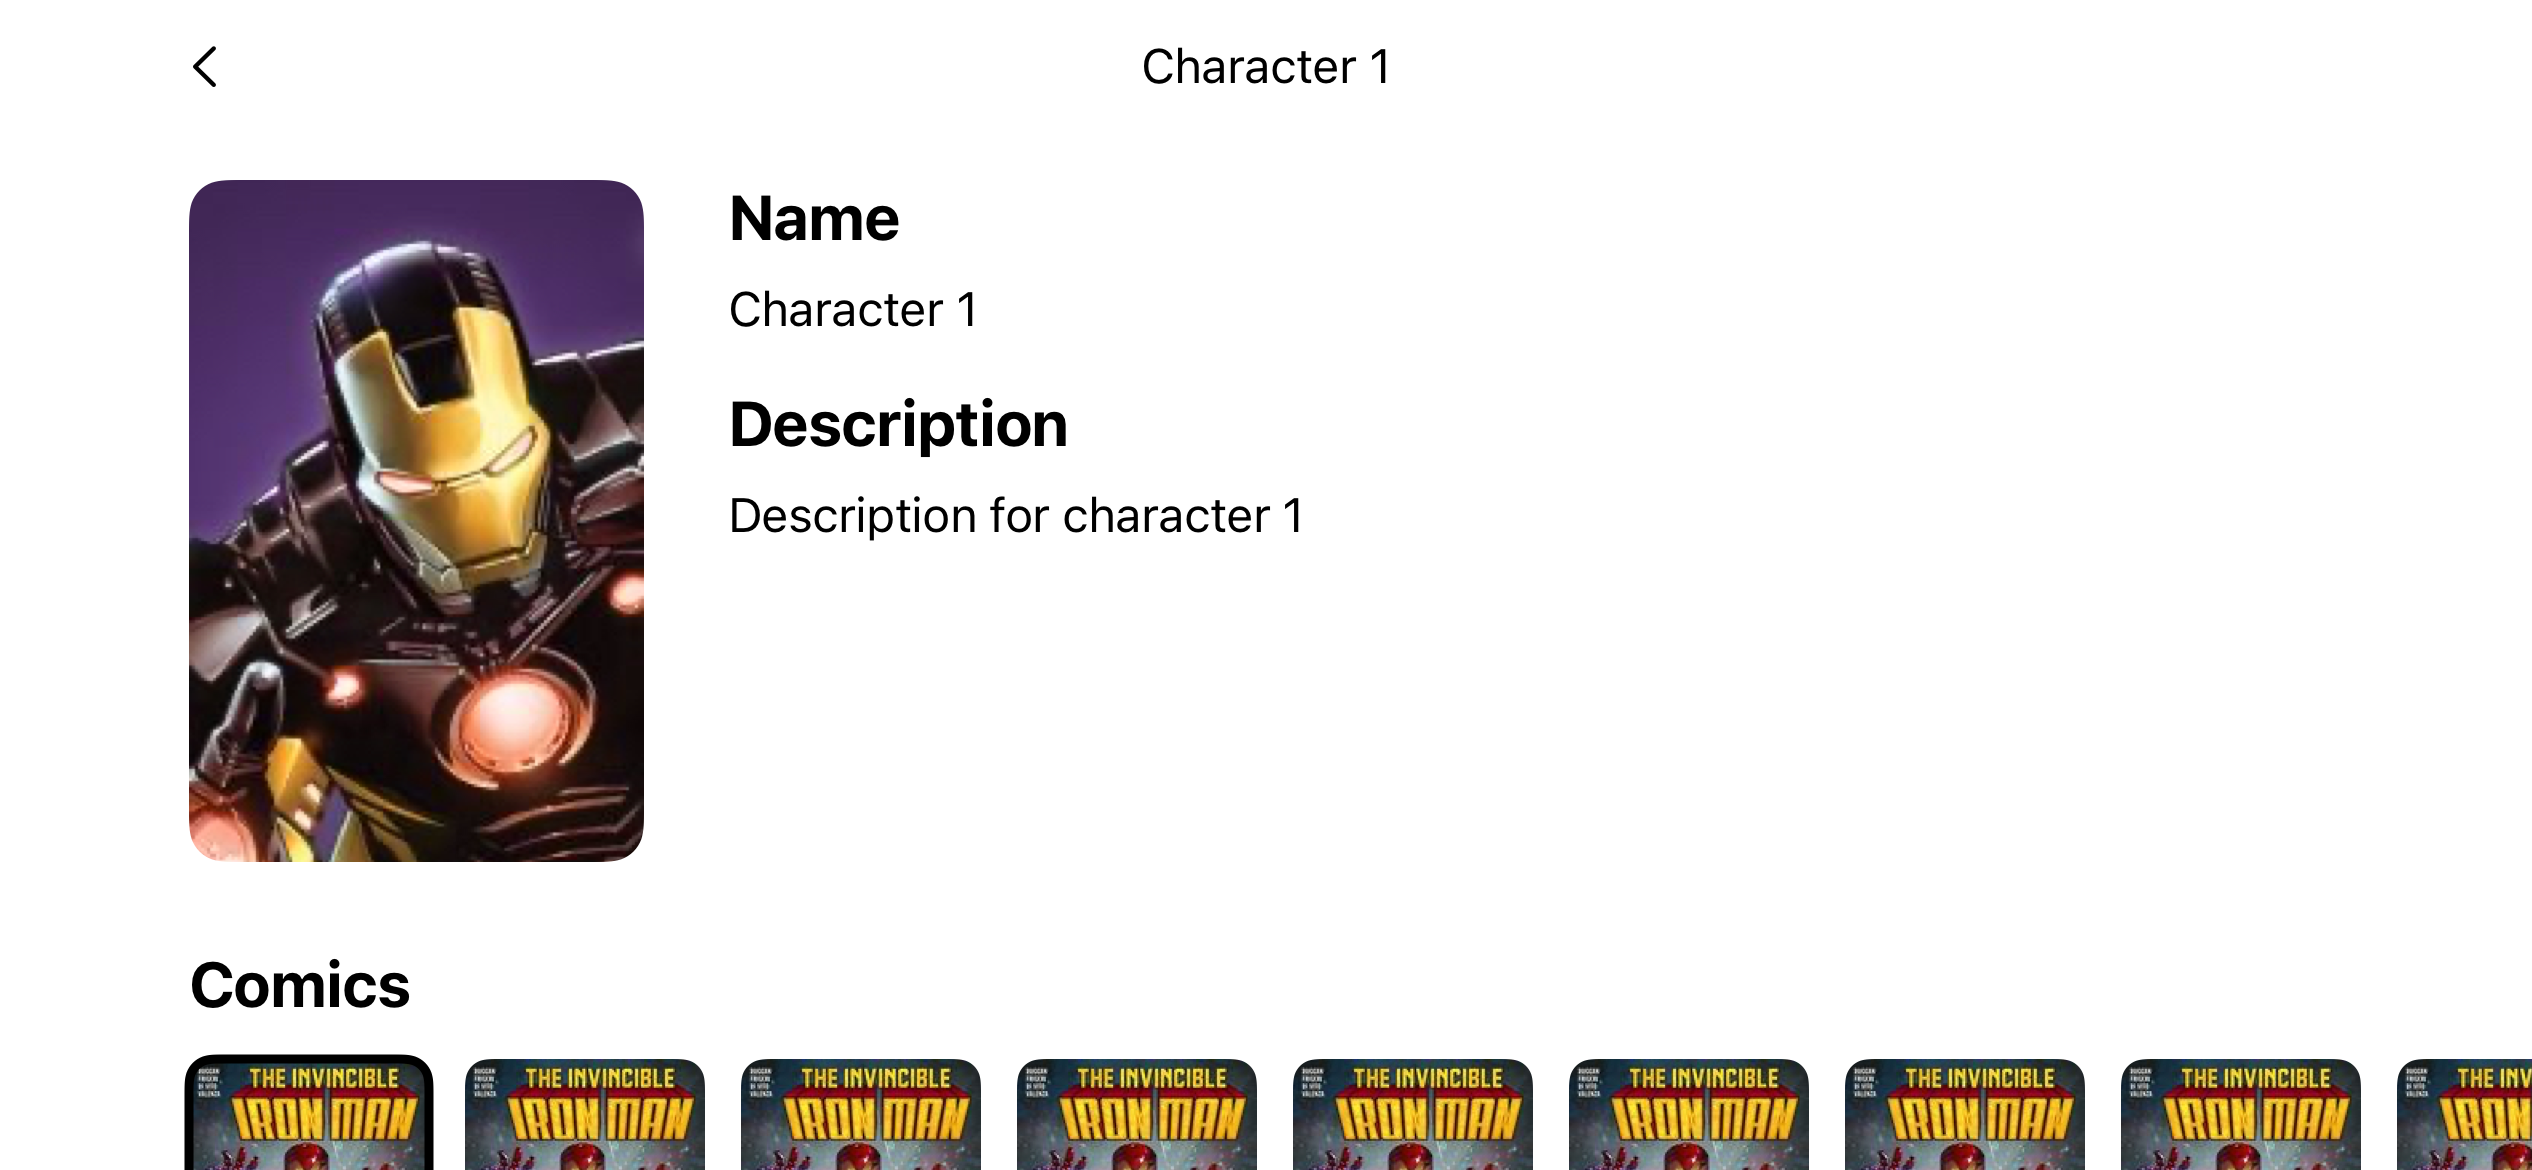 Character 1
Name
Character 1
Description
Description for character 1
Comics
THE INVINCIBLE
IRON MAN
THE INVINCIBLE
IRON MAN
THE INVINCIBLE
IRON MAN
THE INVINCIBLE
IRON MAN
THE INVINCIBLE
IRON MAN
THE INVINCIBLE
IRON MAN
THE INVINCIBLE
IRON MAN
THE INVINCIBLE
IRON MAN
THE INV
IRON